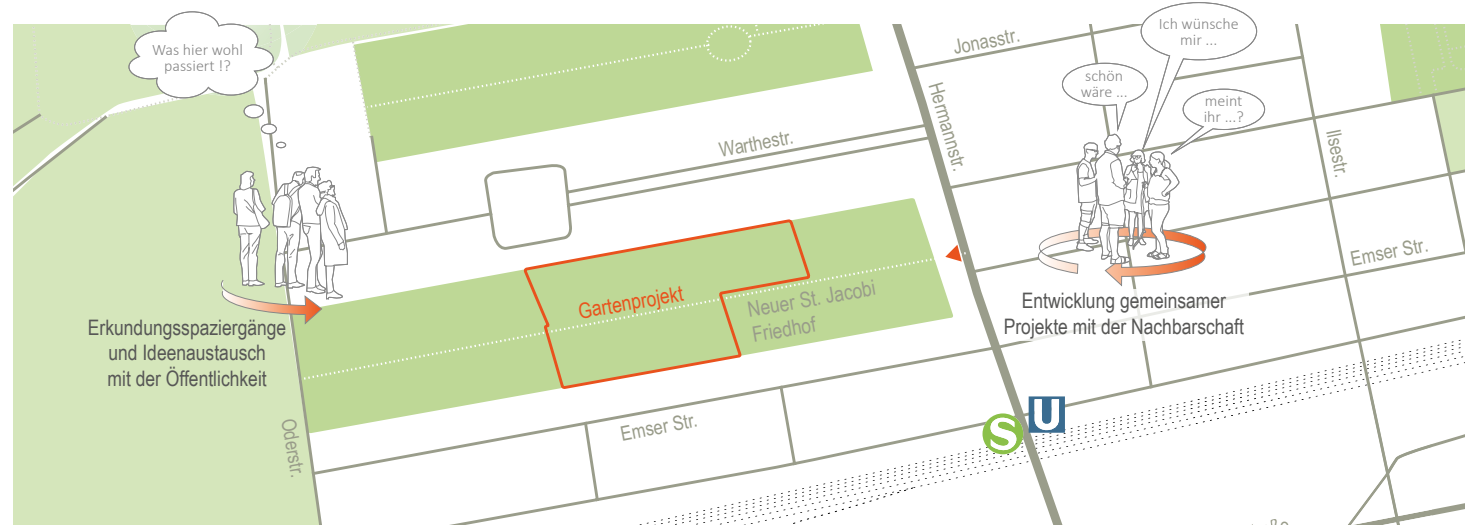 Was hier wohl
passiert !?
Ich wünsche
mir ...
schön
wäre ...
meint
ihr ...?
Jonasstr.
Hermannstr.
Warthestr.
Ilsestr.
Emser Str.
Gartenprojekt
Neuer St. Jacobi
Friedhof
Erkundungsspaziergänge
und Ideenaustausch
mit der Öffentlichkeit
Entwicklung gemeinsamer
Projekte mit der Nachbarschaft
Oderstr.
Emser Str.
S
U